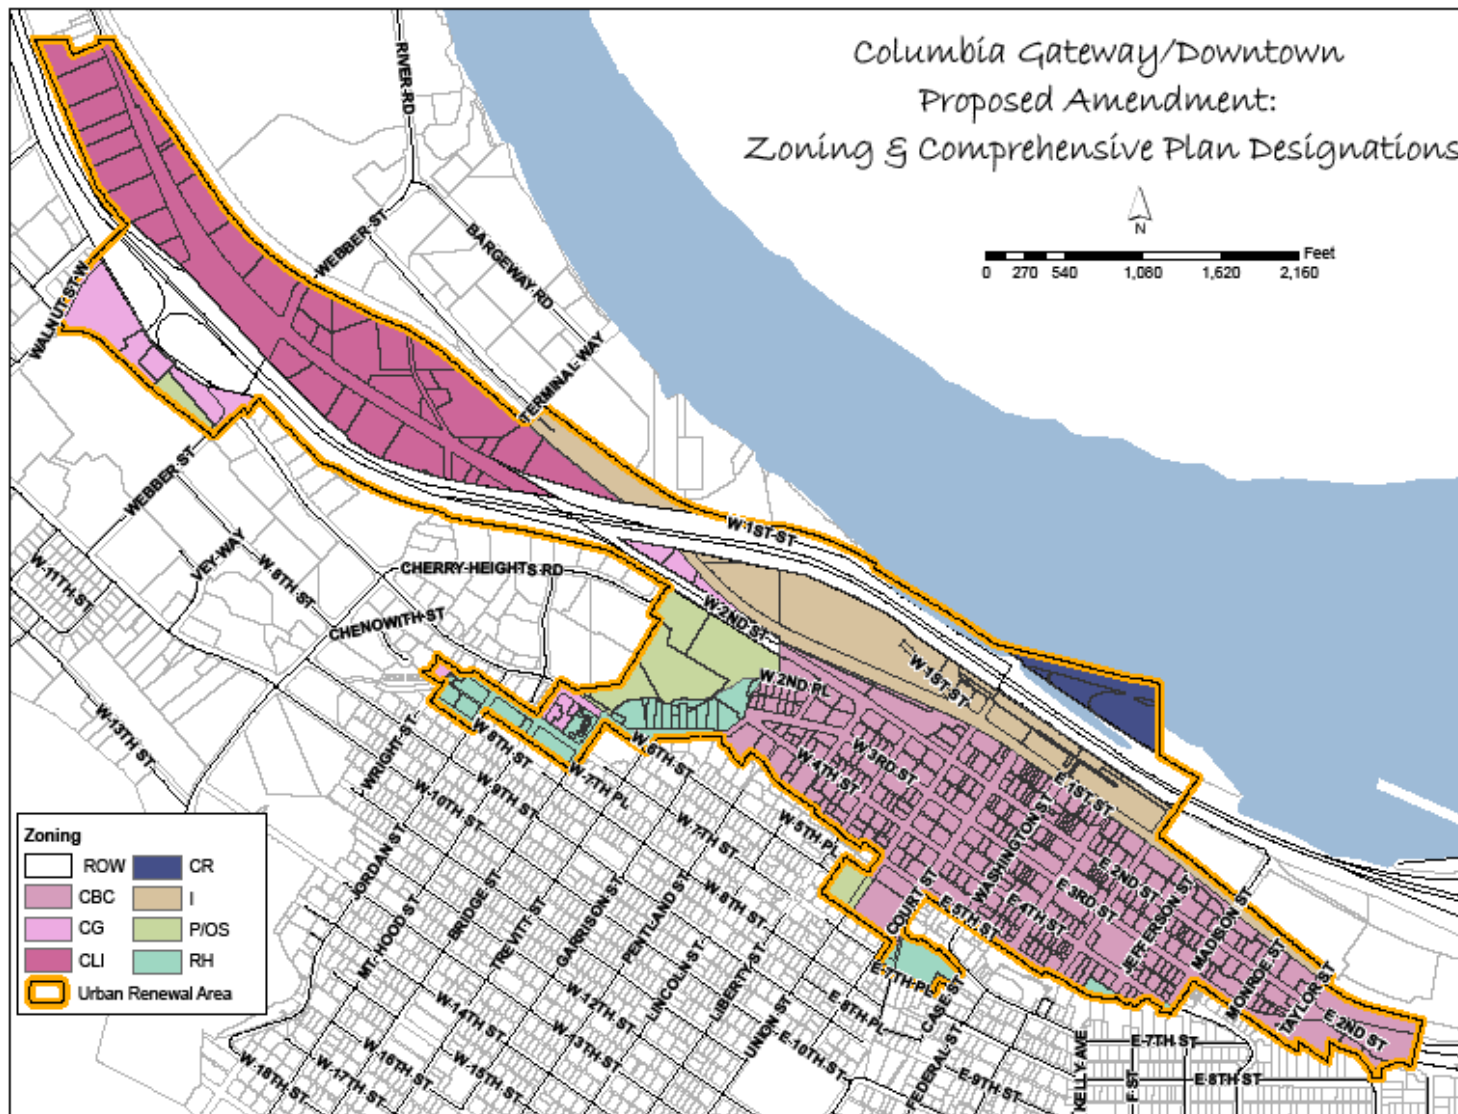 Columbia Gateway/Downtown
Proposed Amendment:
Zoning & Comprehensive Plan Designations
N
Feet
0 270 540 1,080 1,620 2,160
RIVER RD
WEBBER ST
BARGEWAY RD
TERMINAL WAY
WALNUT ST W
WEBBER ST
VEY WAY
W 8TH ST
W 11TH ST
CHERRY HEIGHTS RD
CHENOWITH ST
W 13TH ST
W 1ST ST
W 2ND ST
W 2ND PL
W 1ST ST
W 3RD ST
W 4TH ST
E 1ST ST
W 6TH ST
W 8TH ST
W 7TH PL
W 9TH ST
W 10TH ST
WRIGHT ST
JORDAN ST
MT HOOD ST
BRIDGE ST
TREVITT ST
GARRISON ST
PENTLAND ST
LINCOLN ST
LIBERTY ST
UNION ST
W 5TH PL
W 7TH ST
W 8TH ST
COURT ST
WASHINGTON ST
E 2ND ST
E 3RD ST
E 4TH ST
E 5TH ST
JEFFERSON ST
MADISON ST
MONROE ST
TAYLOR ST
E 2ND ST
E 7TH PL
CASE ST
FEDERAL ST
E 8TH PL
E 10TH ST
E 9TH ST
KELLY AVE
F ST
E 7TH ST
E 8TH ST
W 12TH ST
W 13TH ST
W 14TH ST
W 15TH ST
W 16TH ST
W 17TH ST
W 18TH ST
Zoning
ROW CR
CBC I
CG P/OS
CLI RH
Urban Renewal Area